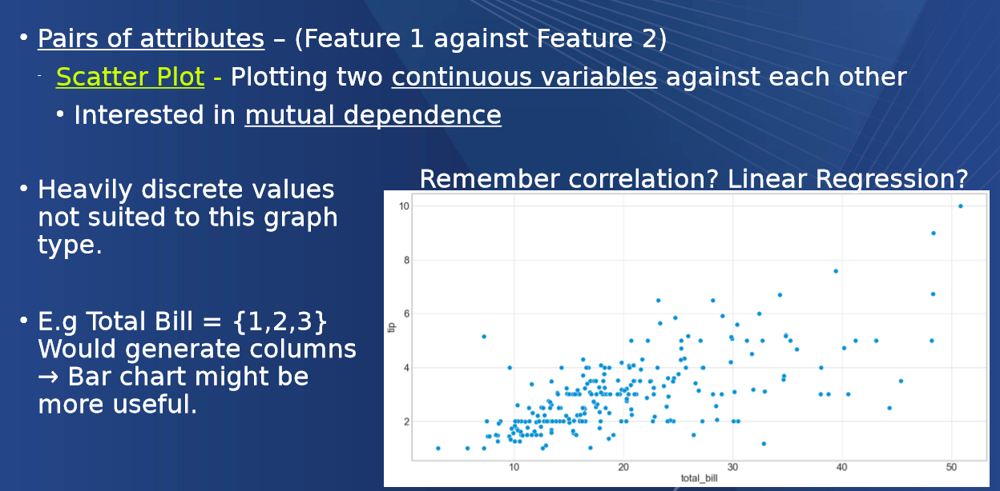 • Pairs of attributes – (Feature 1 against Feature 2)
- Scatter Plot - Plotting two continuous variables against each other
• Interested in mutual dependence
• Heavily discrete values
not suited to this graph
type.
• E.g Total Bill = {1,2,3}
Would generate columns
→ Bar chart might be
more useful.
Remember correlation? Linear Regression?
10
8
6
4
2
tip
10 20 30 40 50
total_bill